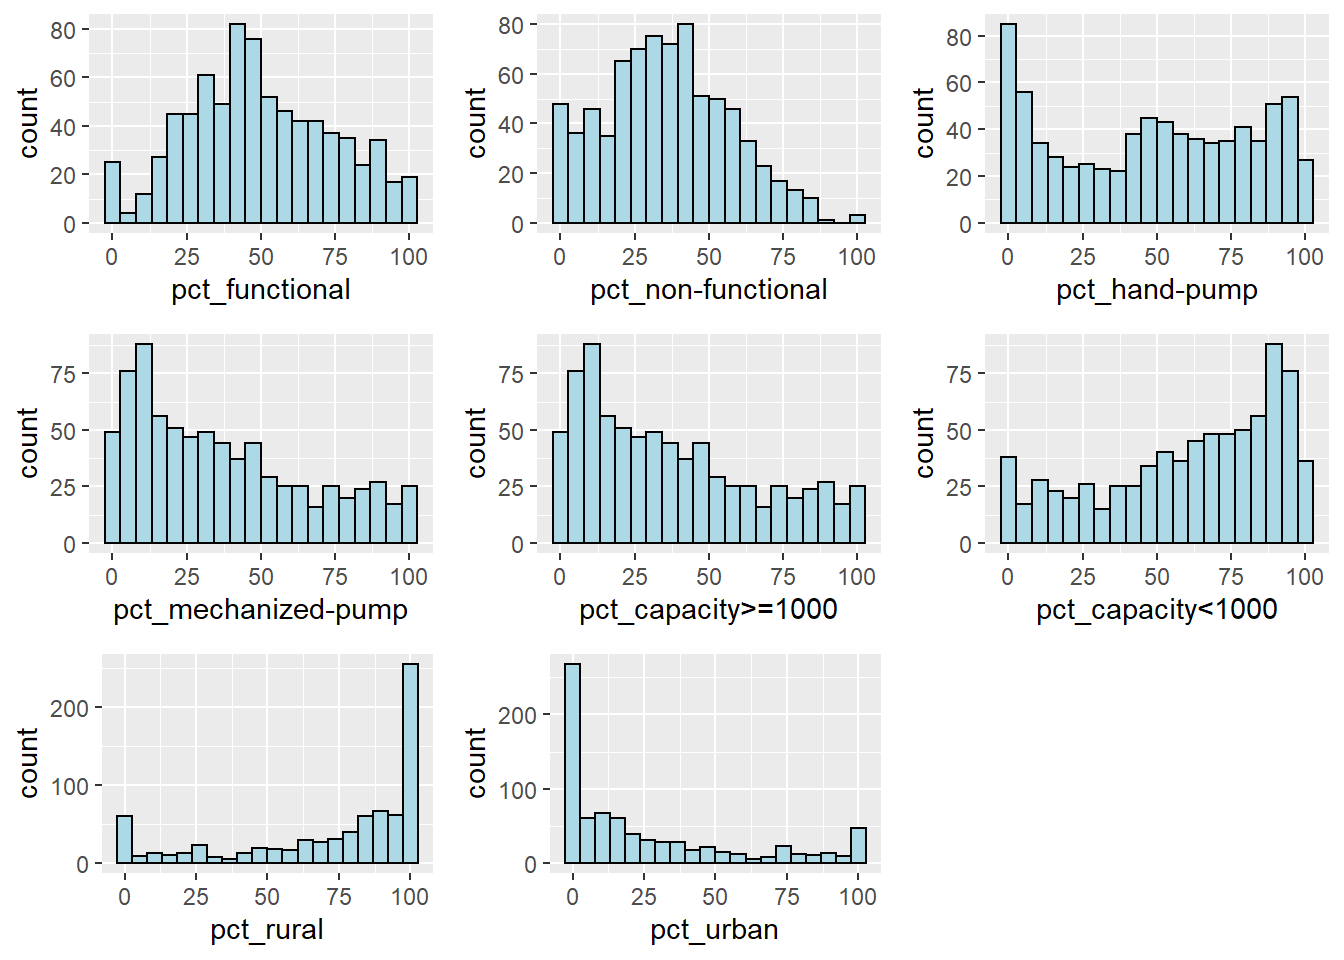 count
80
60
40
20
0
0 25 50 75 100
pct_functional
count
80
60
40
20
0
0 25 50 75 100
pct_non-functional
count
80
60
40
20
0
0 25 50 75 100
pct_hand-pump
count
75
50
25
0
0 25 50 75 100
pct_mechanized-pump
count
75
50
25
0
0 25 50 75 100
pct_capacity>=1000
count
75
50
25
0
0 25 50 75 100
pct_capacity<1000
count
200
100
0
0 25 50 75 100
pct_rural
count
200
100
0
0 25 50 75 100
pct_urban